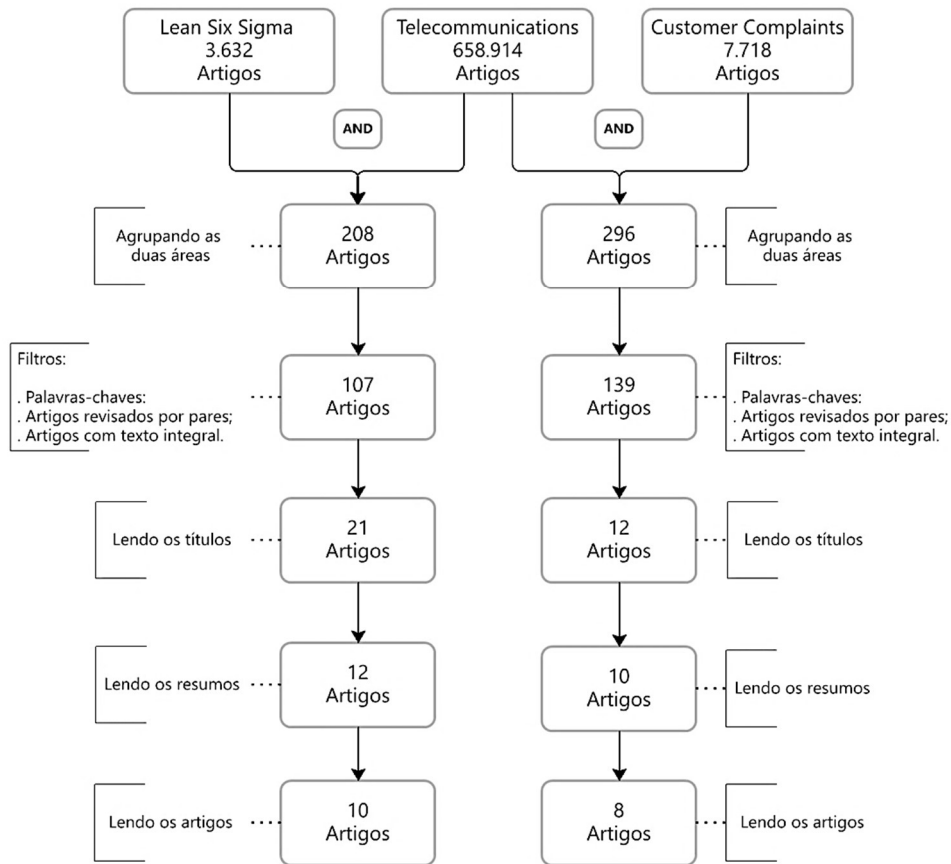 Lean Six Sigma
3.632
Artigos
Telecommunications
658.914
Artigos
Customer Complaints
7.718
Artigos
AND
AND
Agrupando as
duas áreas
208
Artigos
296
Artigos
Agrupando as
duas áreas
Filtros:
. Palavras-chaves:
. Artigos revisados por pares;
. Artigos com texto integral.
107
Artigos
139
Artigos
Filtros:
. Palavras-chaves:
. Artigos revisados por pares;
. Artigos com texto integral.
Lendo os títulos
21
Artigos
12
Artigos
Lendo os títulos
Lendo os resumos
12
Artigos
10
Artigos
Lendo os resumos
Lendo os artigos
10
Artigos
8
Artigos
Lendo os artigos